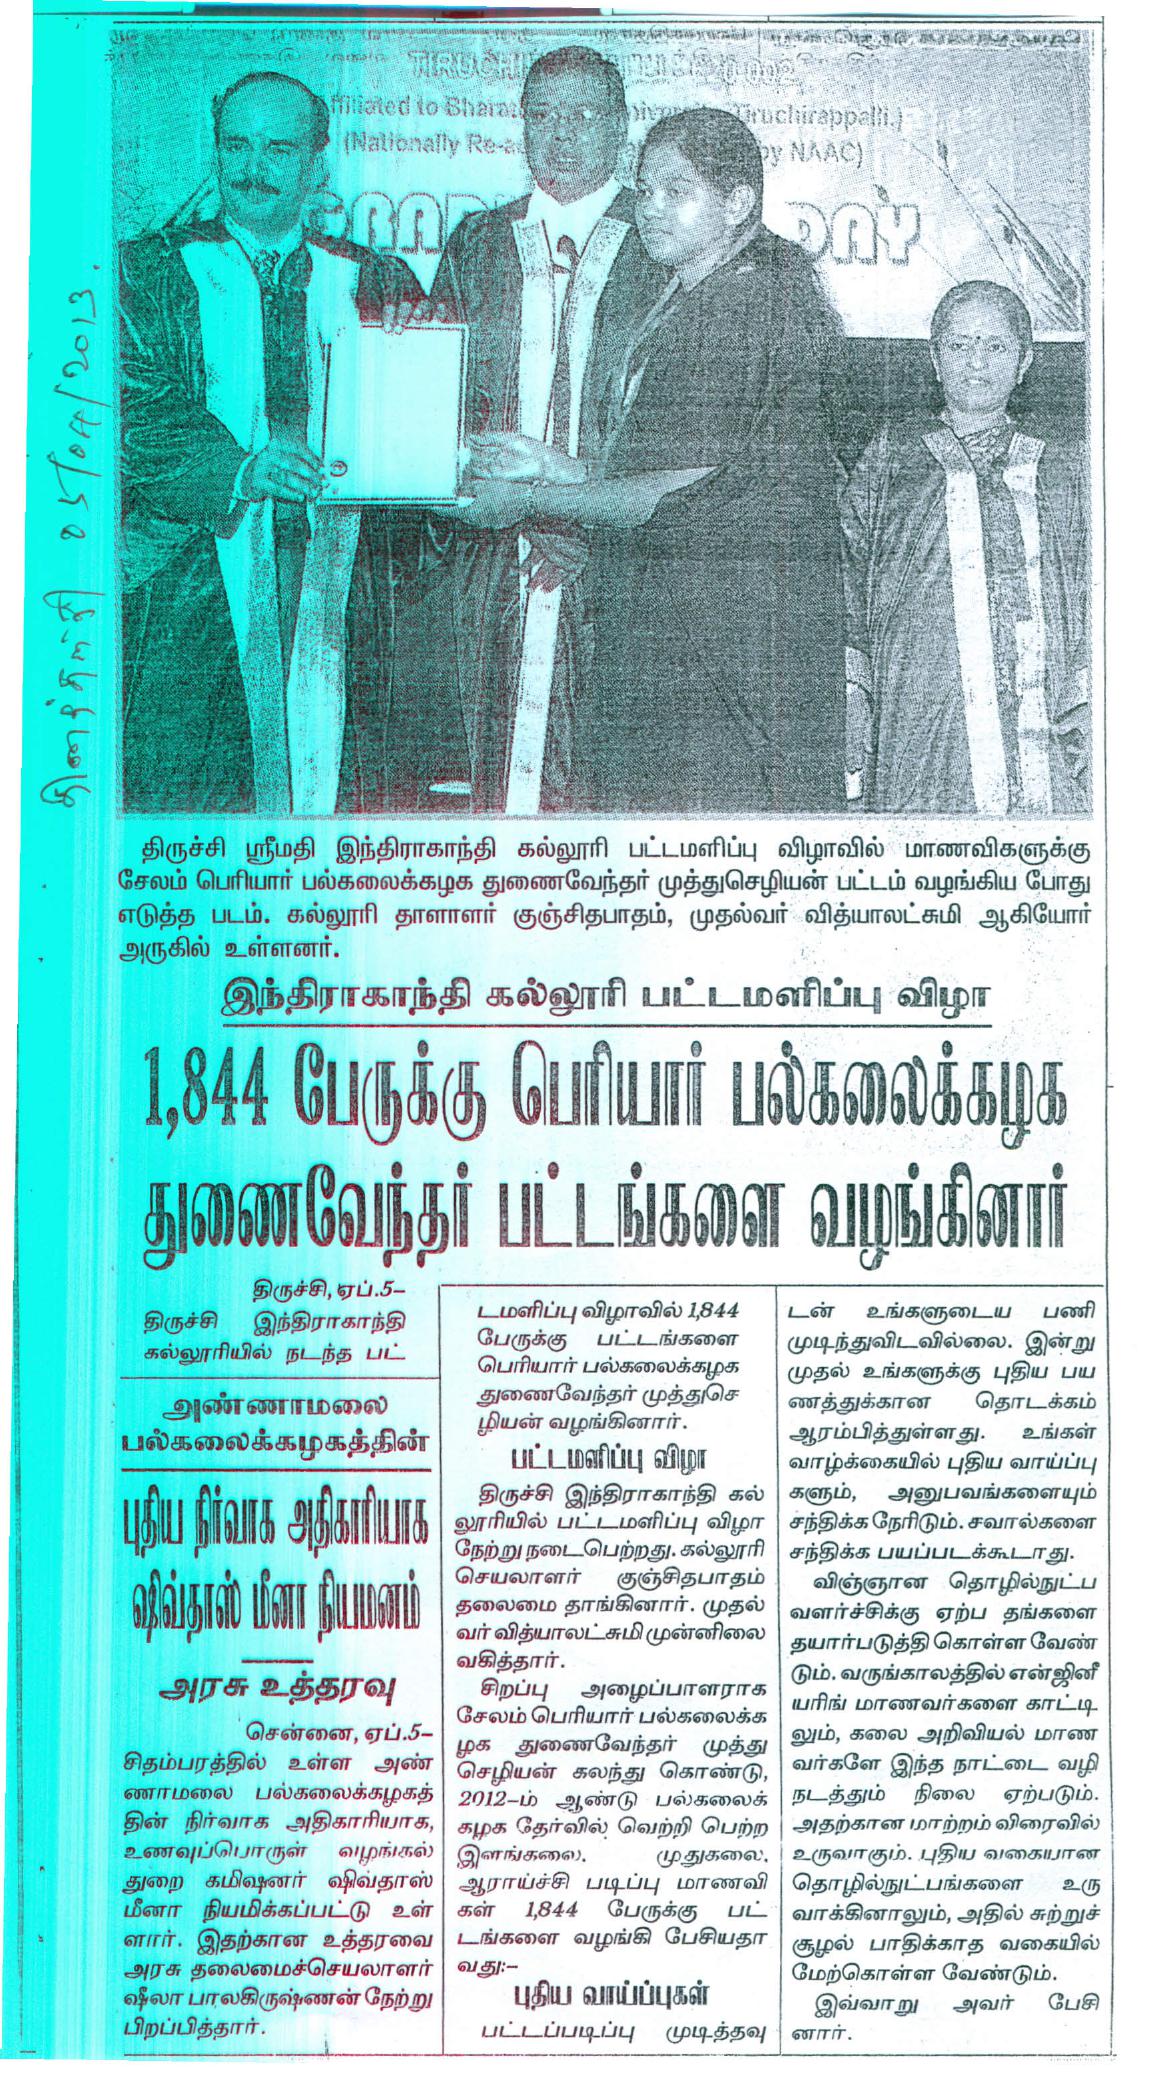 (Affiliated to Bharat Tiruchirappalli.)
(Nationally Re-a by NAAC)
GRAD DAY
தினத்தந்தி 05/04/2013.
திருச்சி ஸ்ரீமதி இந்திராகாந்தி கல்லூரி பட்டமளிப்பு விழாவில் மாணவிகளுக்கு
சேலம் பெரியார் பல்கலைக்கழக துணைவேந்தர் முத்துசெழியன் பட்டம் வழங்கிய போது
எடுத்த படம். கல்லூரி தாளாளர் குஞ்சிதபாதம், முதல்வர் வித்யாலட்சுமி ஆகியோர்
அருகில் உள்ளனர்.
இந்திராகாந்தி கல்லூரி பட்டமளிப்பு விழா
1,844 பேருக்கு பெரியார் பல்கலைக்கழக
துணைவேந்தர் பட்டங்களை வழங்கினார்
திருச்சி, ஏப்.5–
திருச்சி இந்திராகாந்தி
கல்லூரியில் நடந்த பட்
டமளிப்பு விழாவில் 1,844
பேருக்கு பட்டங்களை
பெரியார் பல்கலைக்கழக
துணைவேந்தர் முத்துசெ
ழியன் வழங்கினார்.
பட்டமளிப்பு விழா
திருச்சி இந்திராகாந்தி கல்
லூரியில் பட்டமளிப்பு விழா
நேற்று நடைபெற்றது. கல்லூரி
செயலாளர் குஞ்சிதபாதம்
தலைமை தாங்கினார். முதல்
வர் வித்யாலட்சுமி முன்னிலை
வகித்தார்.
சிறப்பு அழைப்பாளராக
சேலம் பெரியார் பல்கலைக்க
ழக துணைவேந்தர் முத்து
செழியன் கலந்து கொண்டு,
2012–ம் ஆண்டு பல்கலைக்
கழக தேர்வில் வெற்றி பெற்ற
இளங்கலை, முதுகலை,
ஆராய்ச்சி படிப்பு மாணவி
கள் 1,844 பேருக்கு பட்
டங்களை வழங்கி பேசியதா
வது:–
புதிய வாய்ப்புகள்
பட்டப்படிப்பு முடித்தவு
டன் உங்களுடைய பணி
முடிந்துவிடவில்லை. இன்று
முதல் உங்களுக்கு புதிய பய
ணத்துக்கான தொடக்கம்
ஆரம்பித்துள்ளது. உங்கள்
வாழ்க்கையில் புதிய வாய்ப்பு
களும், அனுபவங்களையும்
சந்திக்க நேரிடும். சவால்களை
சந்திக்க பயப்படக்கூடாது.
விஞ்ஞான தொழில்நுட்ப
வளர்ச்சிக்கு ஏற்ப தங்களை
தயார்படுத்தி கொள்ள வேண்
டும். வருங்காலத்தில் என்ஜினீ
யரிங் மாணவர்களை காட்டி
லும், கலை அறிவியல் மாண
வர்களே இந்த நாட்டை வழி
நடத்தும் நிலை ஏற்படும்.
அதற்கான மாற்றம் விரைவில்
உருவாகும். புதிய வகையான
தொழில்நுட்பங்களை உரு
வாக்கினாலும், அதில் சுற்றுச்
சூழல் பாதிக்காத வகையில்
மேற்கொள்ள வேண்டும்.
இவ்வாறு அவர் பேசி
னார்.
அண்ணாமலை
பல்கலைக்கழகத்தின்
புதிய நிர்வாக அதிகாரியாக
ஷிவ்தாஸ் மீனா நியமனம்
அரசு உத்தரவு
சென்னை, ஏப்.5–
சிதம்பரத்தில் உள்ள அண்
ணாமலை பல்கலைக்கழகத்
தின் நிர்வாக அதிகாரியாக,
உணவுப்பொருள் வழங்கல்
துறை கமிஷனர் ஷிவ்தாஸ்
மீனா நியமிக்கப்பட்டு உள்
ளார். இதற்கான உத்தரவை
அரசு தலைமைச்செயலாளர்
ஷீலா பாலகிருஷ்ணன் நேற்று
பிறப்பித்தார்.